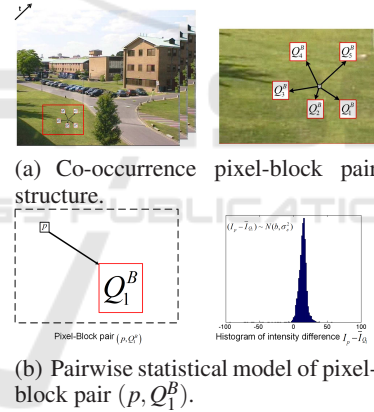 t
Q_4^B Q_5^B
Q_3^B
Q_2^B Q_1^B
(a) Co-occurrence pixel-block pair
structure.
p
Q_1^B
Pixel-Block pair (p,Q_1^B)
(I_p − Ī_{Q_1}) ~ N(b,σ_e^2)
-100 -50 0 50 100
Histogram of intensity difference I_p − Ī_{Q_1}
(b) Pairwise statistical model of pixel-
block pair (p, Q_1^B).